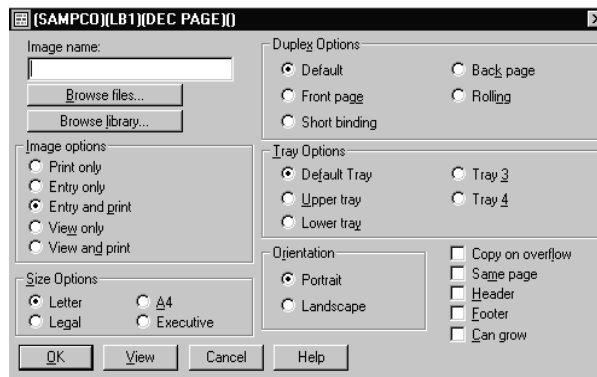 (SAMPCO)(LB1)(DEC PAGE)()
Image name:
Browse files...
Browse library...
Image options
Print only
Entry only
Entry and print
View only
View and print
Size Options
Letter
A4
Legal
Executive
Duplex Options
Default
Back page
Front page
Rolling
Short binding
Tray Options
Default Tray
Tray 3
Upper tray
Tray 4
Lower tray
Orientation
Portrait
Landscape
Copy on overflow
Same page
Header
Footer
Can grow
OK
View
Cancel
Help